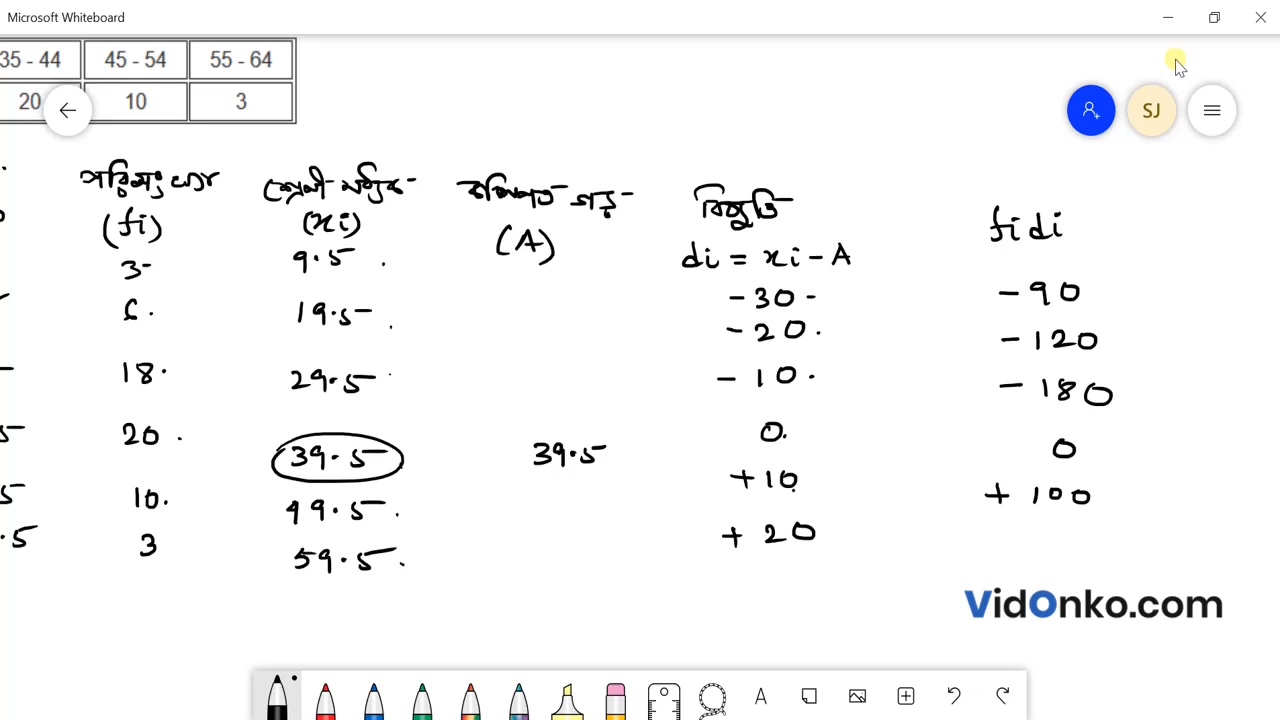 Microsoft Whiteboard
35 - 44 45 - 54 55 - 64
20 10 3
SJ
পরিসংখ্যা শ্রেণী মধ্যক কল্পিত গড় বিচ্যুতি
(fi) (xi) (A) di = xi - A fidi
3 9.5 - 30 - 90
6 19.5 - 20 - 120
18 29.5 - 10 - 180
20 39.5 39.5 0 0
10 49.5 + 10 + 100
3 59.5 + 20
VidOnko.com